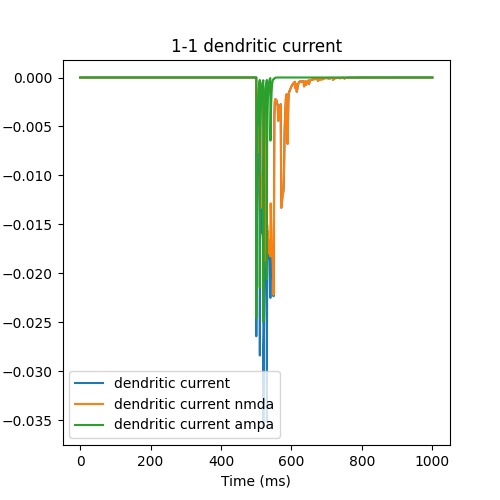 1-1 dendritic current
0.000
−0.005
−0.010
−0.015
−0.020
−0.025
−0.030
−0.035
dendritic current
dendritic current nmda
dendritic current ampa
0 200 400 600 800 1000
Time (ms)